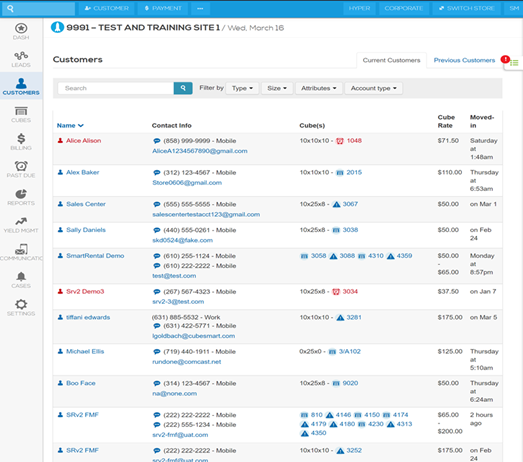 CUSTOMER
$ PAYMENT
HYPER
CORPORATE
SWITCH STORE
SM
9991 – TEST AND TRAINING SITE 1 / Wed, March 16
DASH
LEADS
CUSTOMERS
CUBES
BILLING
PAST DUE
REPORTS
YIELD MGMT
COMMUNICATIO
CASES
SETTINGS
Customers
Current Customers
Previous Customers
Search
Filter by
Type
Size
Attributes
Account type
Name
Contact Info
Cube(s)
Cube Rate
Moved-in
Alice Alison
(858) 999-9999 - Mobile
AliceA1234567890@gmail.com
10x10x10 - 1048
$71.50
Saturday at 1:48am
Alex Baker
(312) 123-4567 - Mobile
Store0606@gmail.com
10x10x10 - 2015
$110.00
Thursday at 6:53am
Sales Center
(555) 555-5555 - Mobile
salescentertestacct123@gmail.com
10x25x8 - 3067
$50.00
on Mar 1
Sally Daniels
(440) 555-0261 - Mobile
skd0524@fake.com
10x25x8 - 3038
$50.00
on Feb 24
SmartRental Demo
(610) 255-1124 - Mobile
(610) 222-2222 - Mobile
test@test.com
3058 3088 4310 4359
$50.00 - $65.00
Monday at 8:57pm
Srv2 Demo3
(267) 567-4323 - Mobile
srv2-3@test.com
10x25x8 - 3034
$37.50
on Jan 7
tiffani edwards
(631) 885-5532 - Work
(631) 422-5771 - Mobile
lgoldbach@cubesmart.com
10x10x10 - 3281
$175.00
on Mar 5
Michael Ellis
(719) 440-1911 - Mobile
rundone@comcast.net
0x25x0 - 3/A102
$125.00
Thursday at 5:10am
Boo Face
(314) 123-4567 - Mobile
na@none.com
10x25x8 - 9020
$50.00
Thursday at 6:24am
SRv2 FMF
(222) 222-2222 - Mobile
(222) 555-1234 - Mobile
srv2-fmf@uat.com
810 4146 4150 4174
4179 4180 4230 4313
4350
$65.00 - $200.00
2 hours ago
SRv2 FMF
(222) 222-2222 - Mobile
srv2-fmf@uat.com
10x10x10 - 3252
$175.00
on Feb